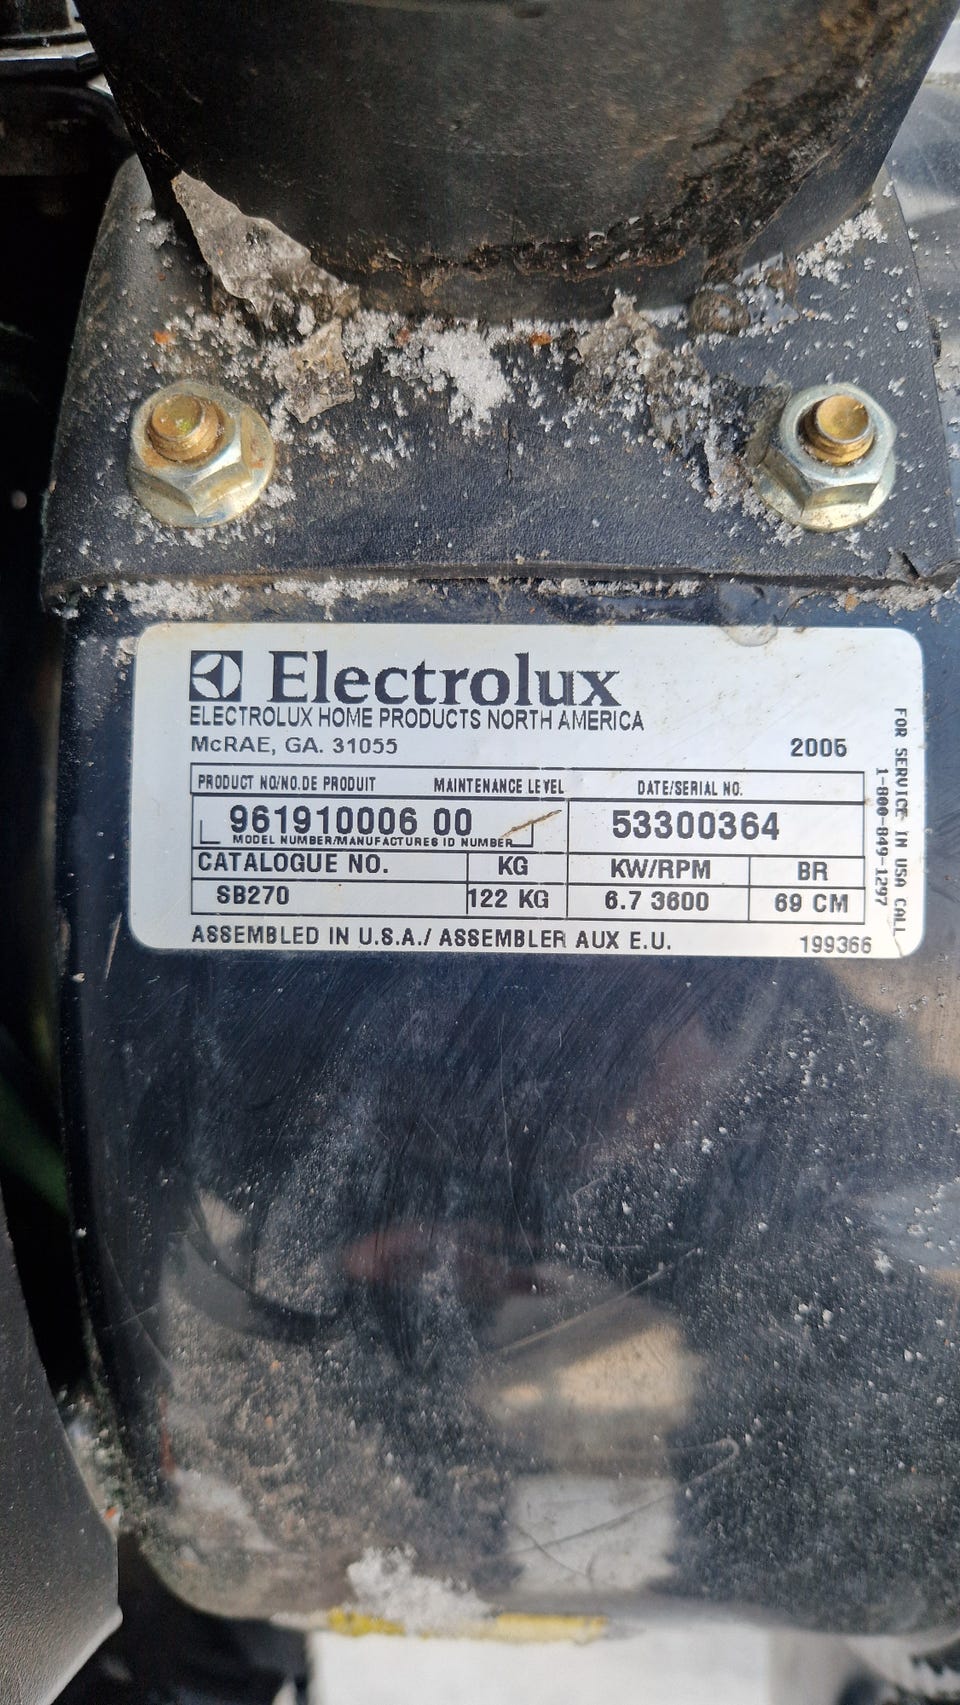 Electrolux
ELECTROLUX HOME PRODUCTS NORTH AMERICA
McRAE, GA. 31055
2005
PRODUCT NO/NO.DE PRODUIT MAINTENANCE LEVEL DATE/SERIAL NO.
961910006 00 53300364
MODEL NUMBER/MANUFACTURES ID NUMBER
CATALOGUE NO. KG KW/RPM BR
SB270 122 KG 6.7 3600 69 CM
ASSEMBLED IN U.S.A./ ASSEMBLER AUX E.U. 199366
FOR SERVICE IN USA CALL
1-800-849-1297